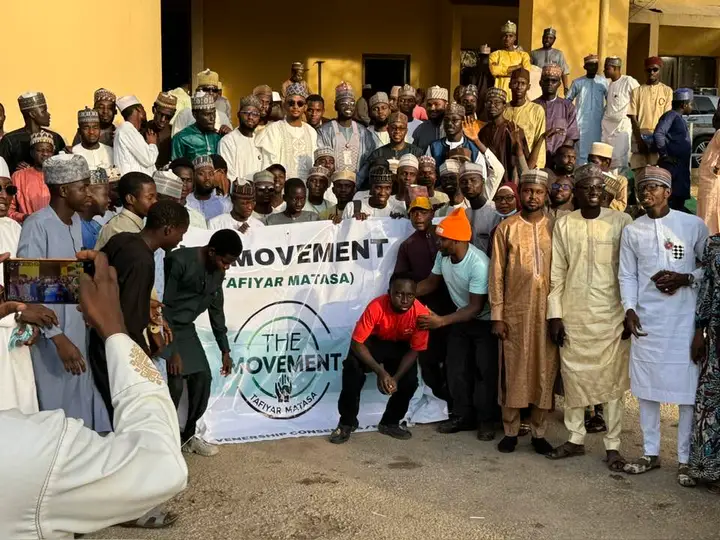 MOVEMENT
TAFIYAR MATASA)
THE
MOVEMENT
TAFIYAR MATASA